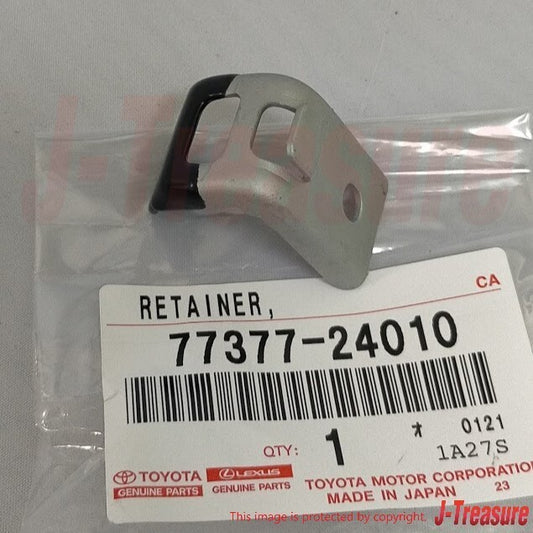 J-Treasure
CA
RETAINER,
77377-24010
* 0121
QTY: 1 1A27S
TOYOTA LEXUS TOYOTA MOTOR CORPORATION
GENUINE PARTS GENUINE PARTS MADE IN JAPAN 23
This image is protected by copyright. J-Treasure